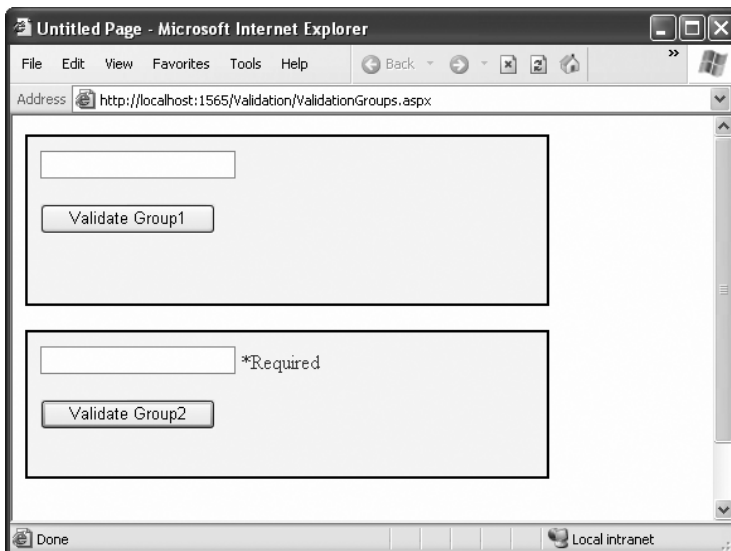 Untitled Page - Microsoft Internet Explorer
File Edit View Favorites Tools Help Back »
Address http://localhost:1565/Validation/ValidationGroups.aspx
Validate Group1
*Required
Validate Group2
Done Local intranet